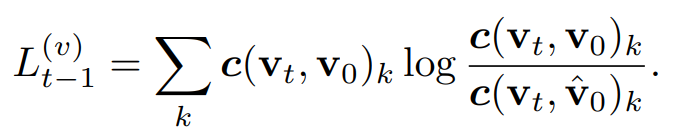 $L_{t-1}^{(v)} = \sum_{k} \boldsymbol{c}(\mathbf{v}_t, \mathbf{v}_0)_k \log \frac{\boldsymbol{c}(\mathbf{v}_t, \mathbf{v}_0)_k}{\boldsymbol{c}(\mathbf{v}_t, \hat{\mathbf{v}}_0)_k}.$